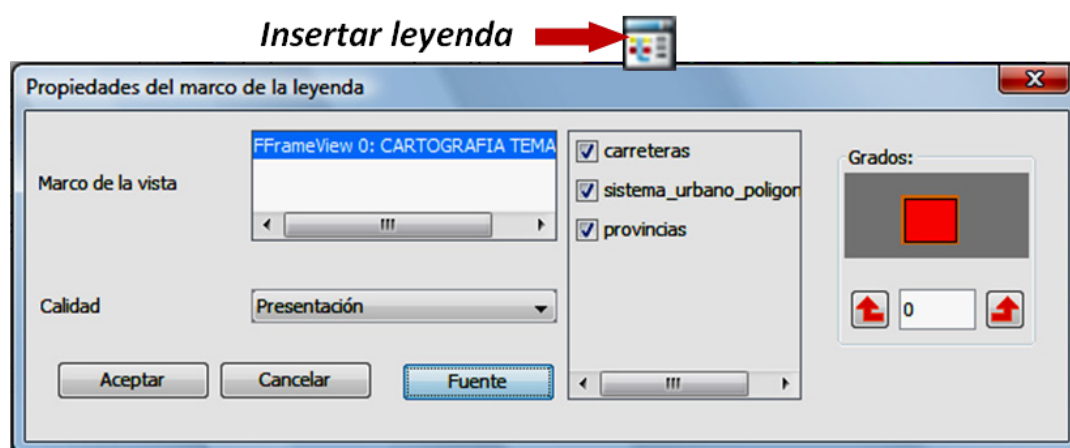 Insertar leyenda
Propiedades del marco de la leyenda
Marco de la vista
FFrameView 0: CARTOGRAFIA TEMA
carreteras
sistema_urbano_poligon
provincias
Grados:
0
Calidad
Presentación
Aceptar
Cancelar
Fuente